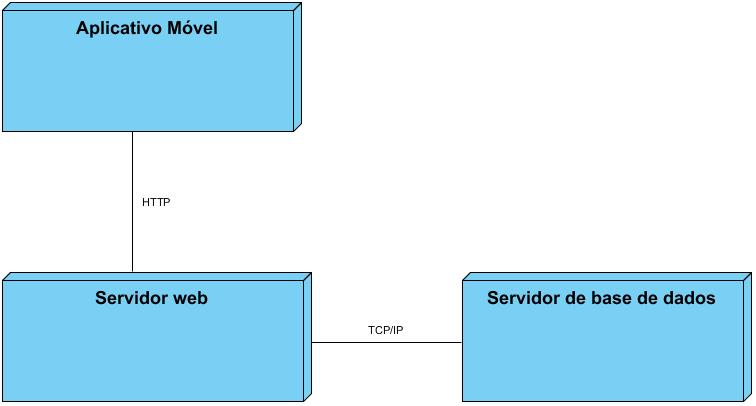 Aplicativo Móvel
HTTP
Servidor web
TCP/IP
Servidor de base de dados